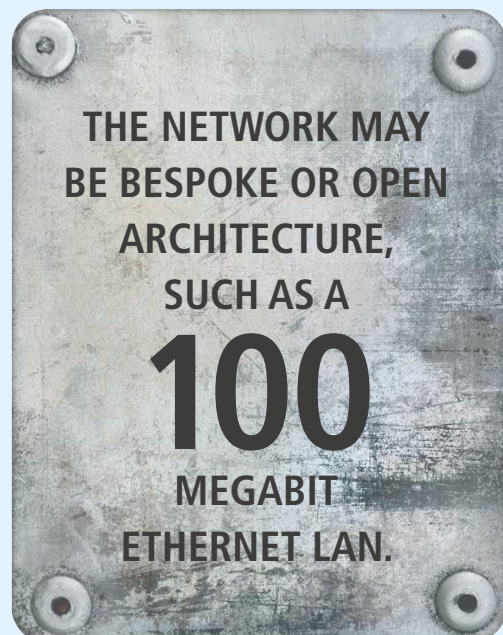 THE NETWORK MAY
BE BESPOKE OR OPEN
ARCHITECTURE,
SUCH AS A
100
MEGABIT
ETHERNET LAN.